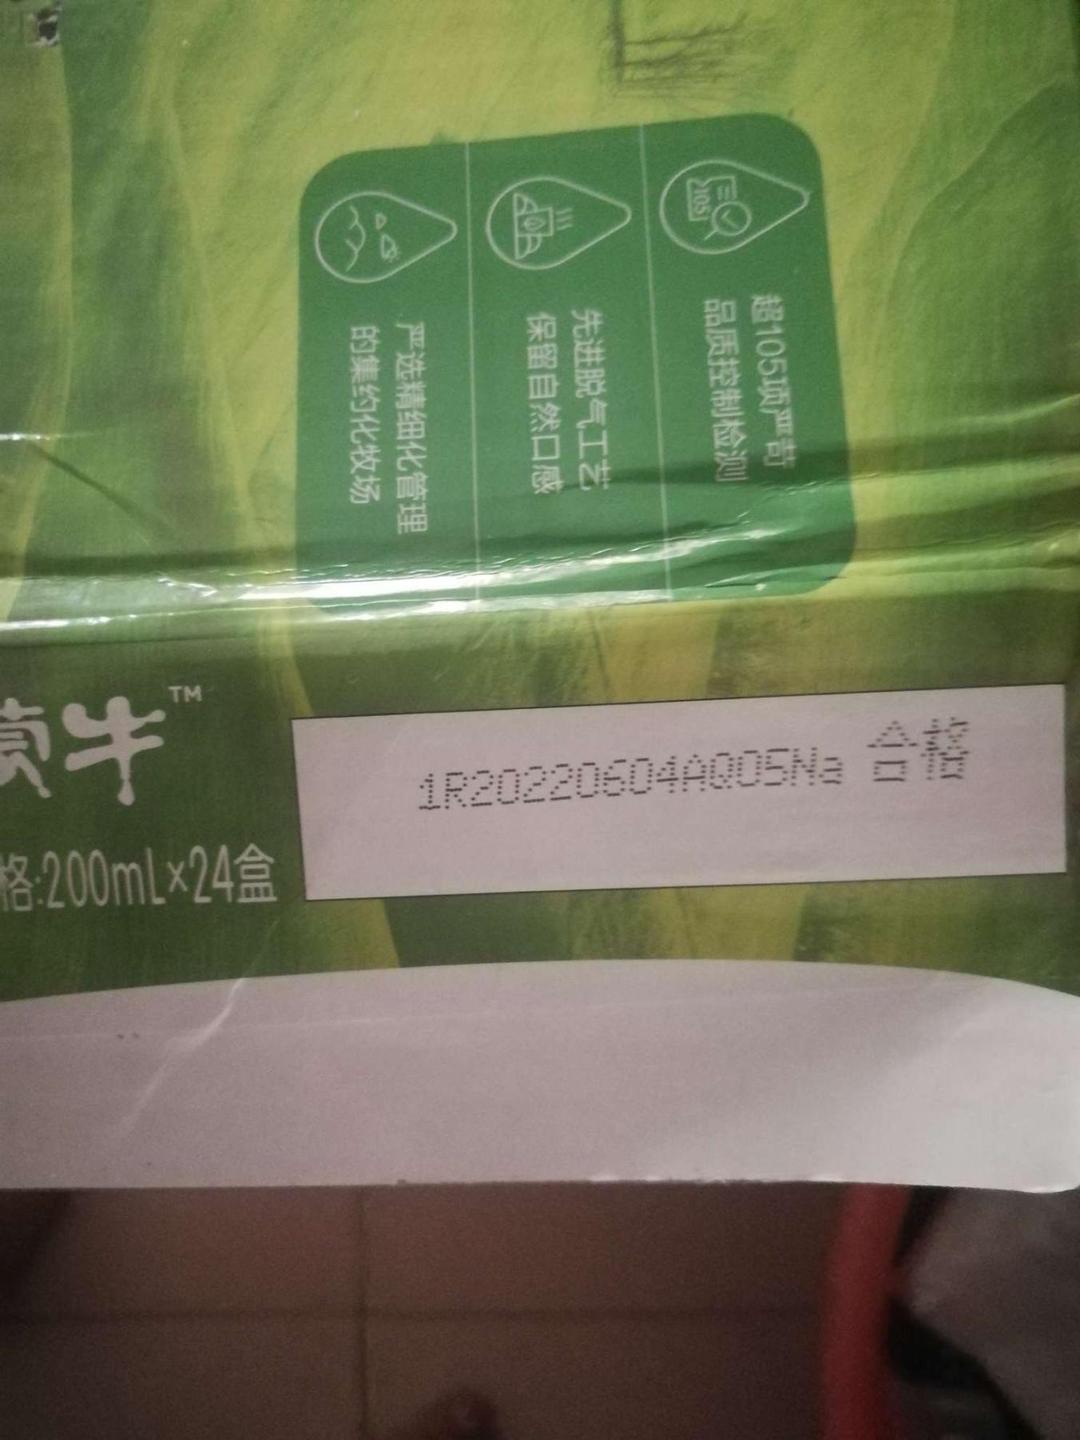 超105项严苛
品质控制检测
先进脱气工艺
保留自然口感
严选精细化管理
的集约化牧场
蒙牛™
格:200mL×24盒
1R20220604AQ05Na 合格